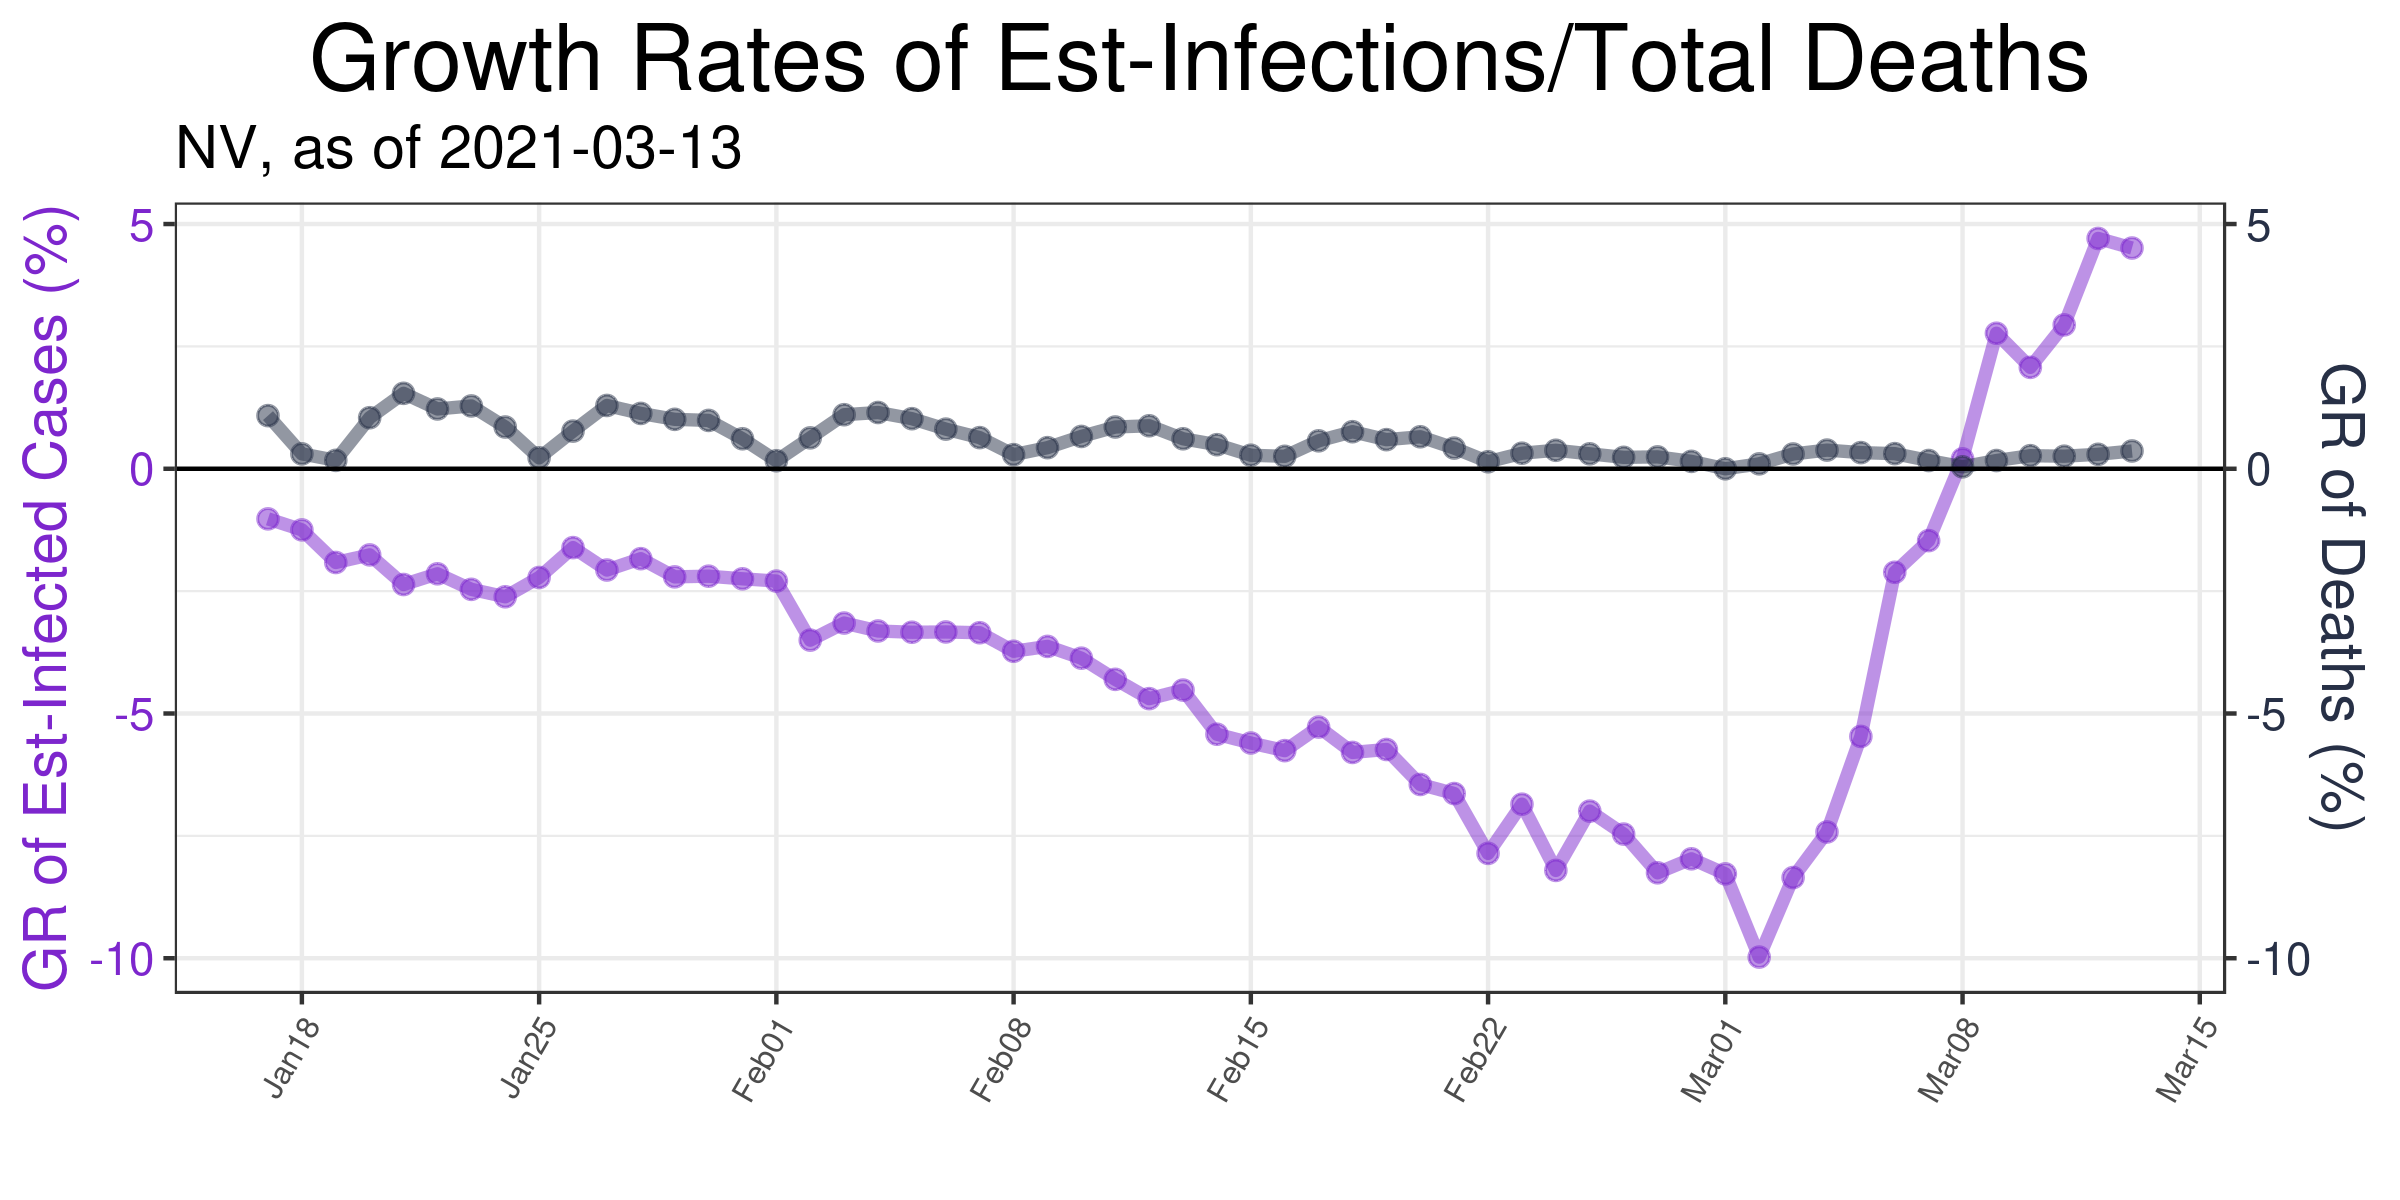 Growth Rates of Est-Infections/Total Deaths
NV, as of 2021-03-13
GR of Est-Infected Cases (%)
5
0
-5
-10
5
0
-5
-10
GR of Deaths (%)
Jan18
Jan25
Feb01
Feb08
Feb15
Feb22
Mar01
Mar08
Mar15